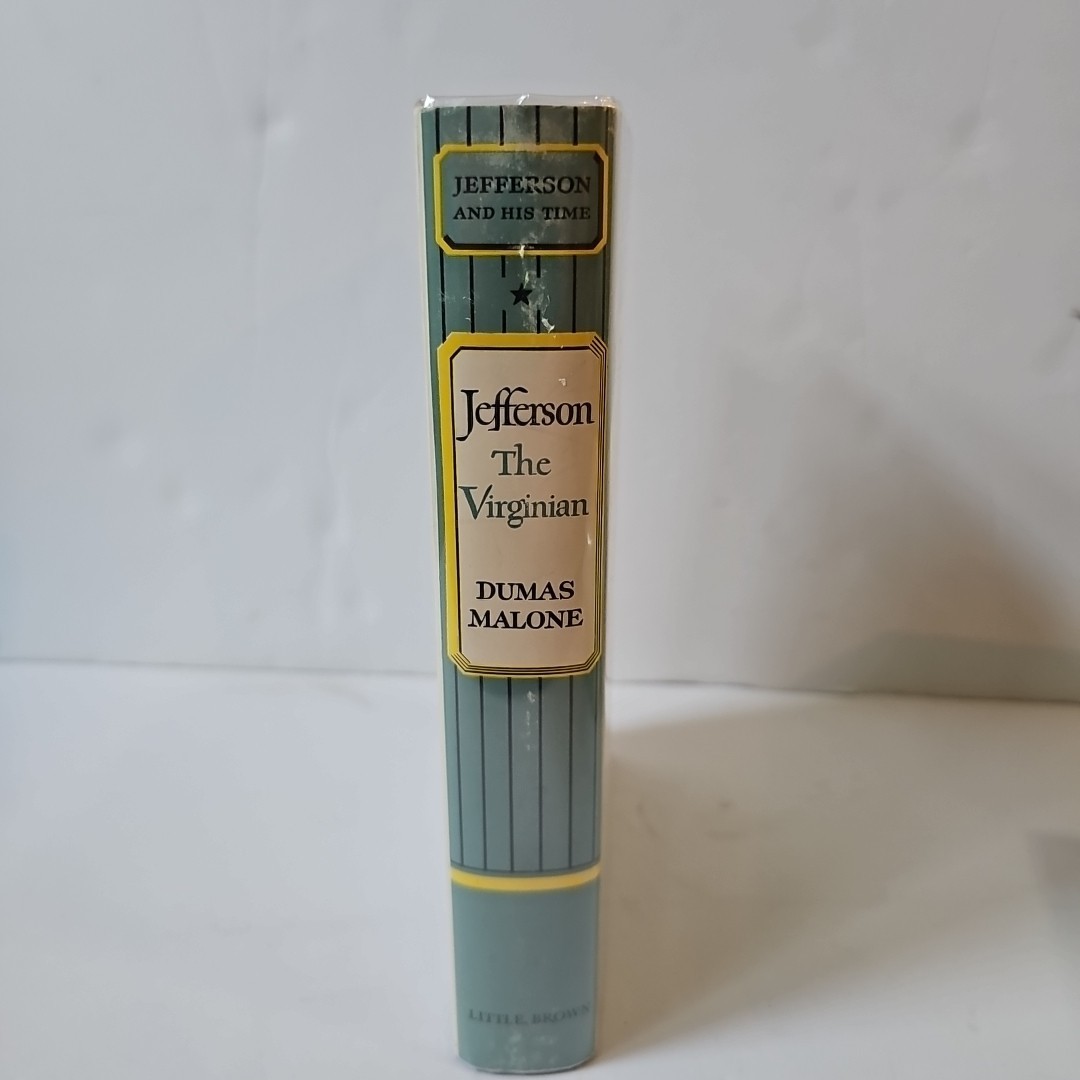 JEFFERSON
AND HIS TIME
Jefferson
The
Virginian
DUMAS
MALONE
LITTLE, BROWN